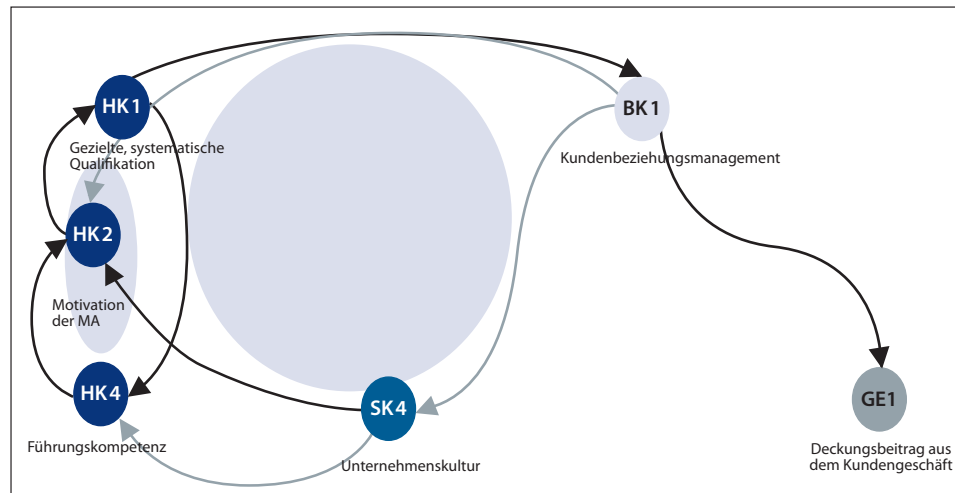 HK1
Gezielte, systematische
Qualifikation
BK1
Kundenbeziehungsmanagement
HK2
Motivation
der MA
HK4
Führungskompetenz
SK4
Unternehmenskultur
GE1
Deckungsbeitrag aus
dem Kundengeschäft